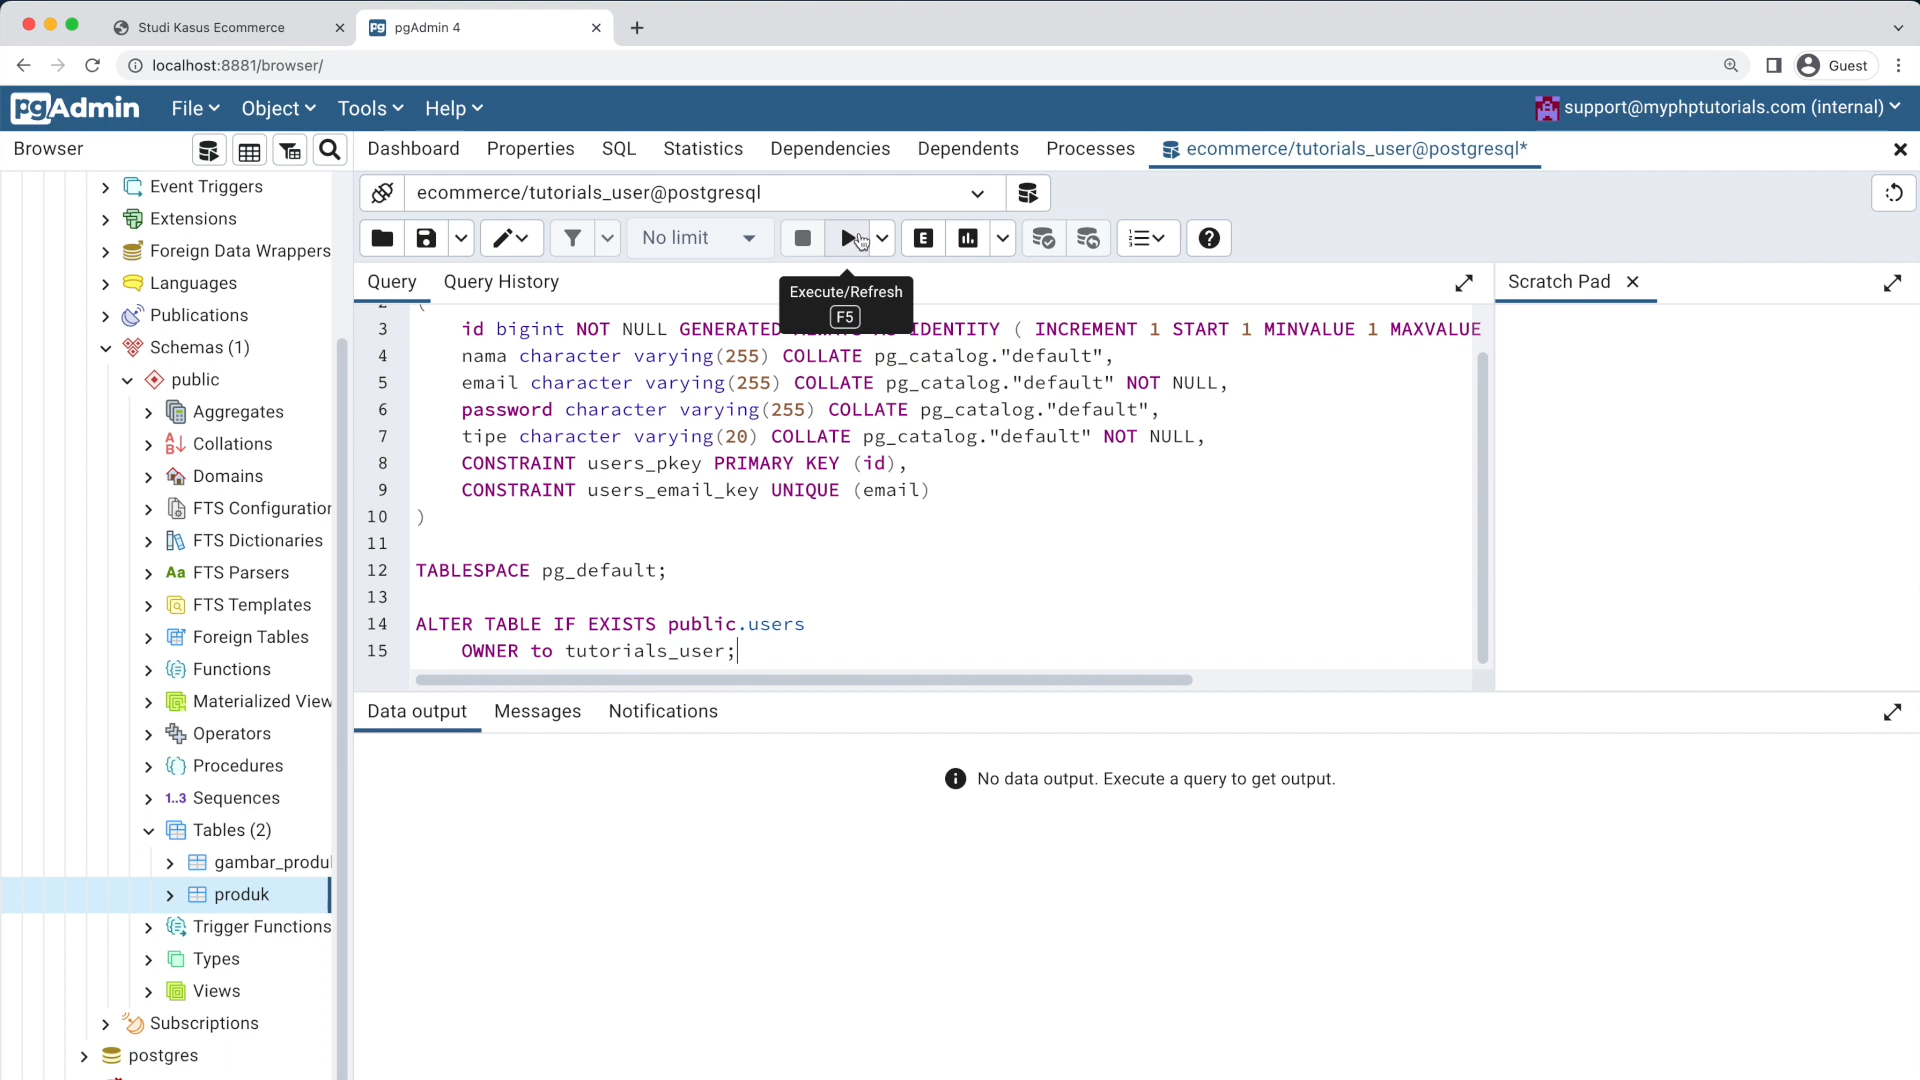 Studi Kasus Ecommerce
pgAdmin 4
localhost:8881/browser/
Guest
pgAdmin
File
Object
Tools
Help
support@myphptutorials.com (internal)
Browser
Dashboard
Properties
SQL
Statistics
Dependencies
Dependents
Processes
ecommerce/tutorials_user@postgresql*
Event Triggers
Extensions
Foreign Data Wrappers
Languages
Publications
Schemas (1)
public
Aggregates
Collations
Domains
FTS Configuration
FTS Dictionaries
Aa FTS Parsers
FTS Templates
Foreign Tables
Functions
Materialized View
Operators
Procedures
1..3 Sequences
Tables (2)
gambar_produ
produk
Trigger Functions
Types
Views
Subscriptions
postgres
ecommerce/tutorials_user@postgresql
No limit
E
Query
Query History
Execute/Refresh
F5
Scratch Pad
2 (
3 id bigint NOT NULL GENERATED ALWAYS AS IDENTITY ( INCREMENT 1 START 1 MINVALUE 1 MAXVALUE
4 nama character varying(255) COLLATE pg_catalog."default",
5 email character varying(255) COLLATE pg_catalog."default" NOT NULL,
6 password character varying(255) COLLATE pg_catalog."default",
7 tipe character varying(20) COLLATE pg_catalog."default" NOT NULL,
8 CONSTRAINT users_pkey PRIMARY KEY (id),
9 CONSTRAINT users_email_key UNIQUE (email)
10 )
11
12 TABLESPACE pg_default;
13
14 ALTER TABLE IF EXISTS public.users
15 OWNER to tutorials_user;
Data output
Messages
Notifications
No data output. Execute a query to get output.